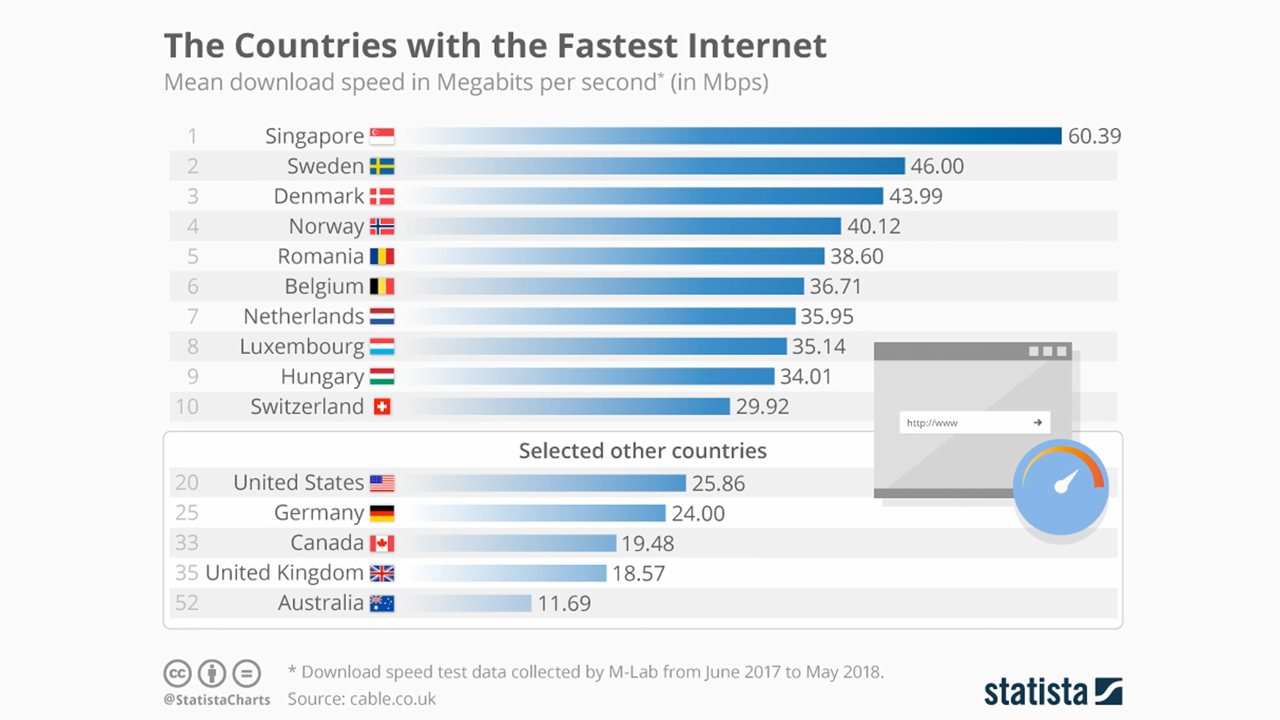 The Countries with the Fastest Internet
Mean download speed in Megabits per second* (in Mbps)
1 Singapore 60.39
2 Sweden 46.00
3 Denmark 43.99
4 Norway 40.12
5 Romania 38.60
6 Belgium 36.71
7 Netherlands 35.95
8 Luxembourg 35.14
9 Hungary 34.01
10 Switzerland 29.92
http://www
Selected other countries
20 United States 25.86
25 Germany 24.00
33 Canada 19.48
35 United Kingdom 18.57
52 Australia 11.69
cc
@StatistaCharts
* Download speed test data collected by M-Lab from June 2017 to May 2018.
Source: cable.co.uk
statista